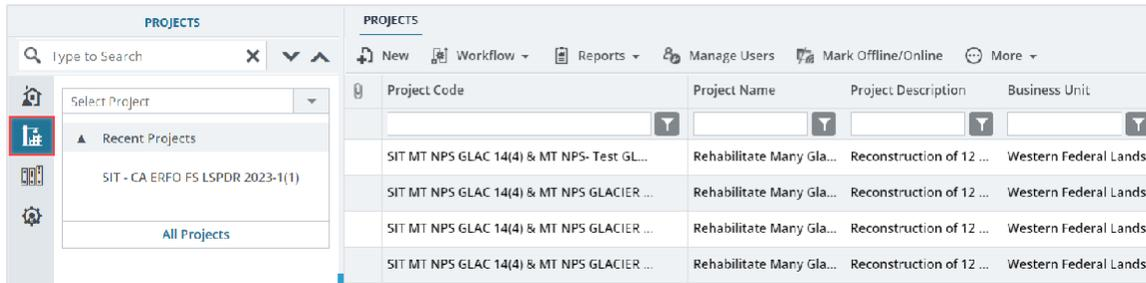 PROJECTS
Type to Search
Select Project
Recent Projects
SIT - CA ERFO FS LSPDR 2023-1(1)
All Projects
PROJECTS
New Workflow Reports Manage Users Mark Offline/Online More
Project Code Project Name Project Description Business Unit
SIT MT NPS GLAC 14(4) & MT NPS- Test GL... Rehabilitate Many Gla... Reconstruction of 12 ... Western Federal Lands
SIT MT NPS GLAC 14(4) & MT NPS GLACIER ... Rehabilitate Many Gla... Reconstruction of 12 ... Western Federal Lands
SIT MT NPS GLAC 14(4) & MT NPS GLACIER ... Rehabilitate Many Gla... Reconstruction of 12 ... Western Federal Lands
SIT MT NPS GLAC 14(4) & MT NPS GLACIER ... Rehabilitate Many Gla... Reconstruction of 12 ... Western Federal Lands